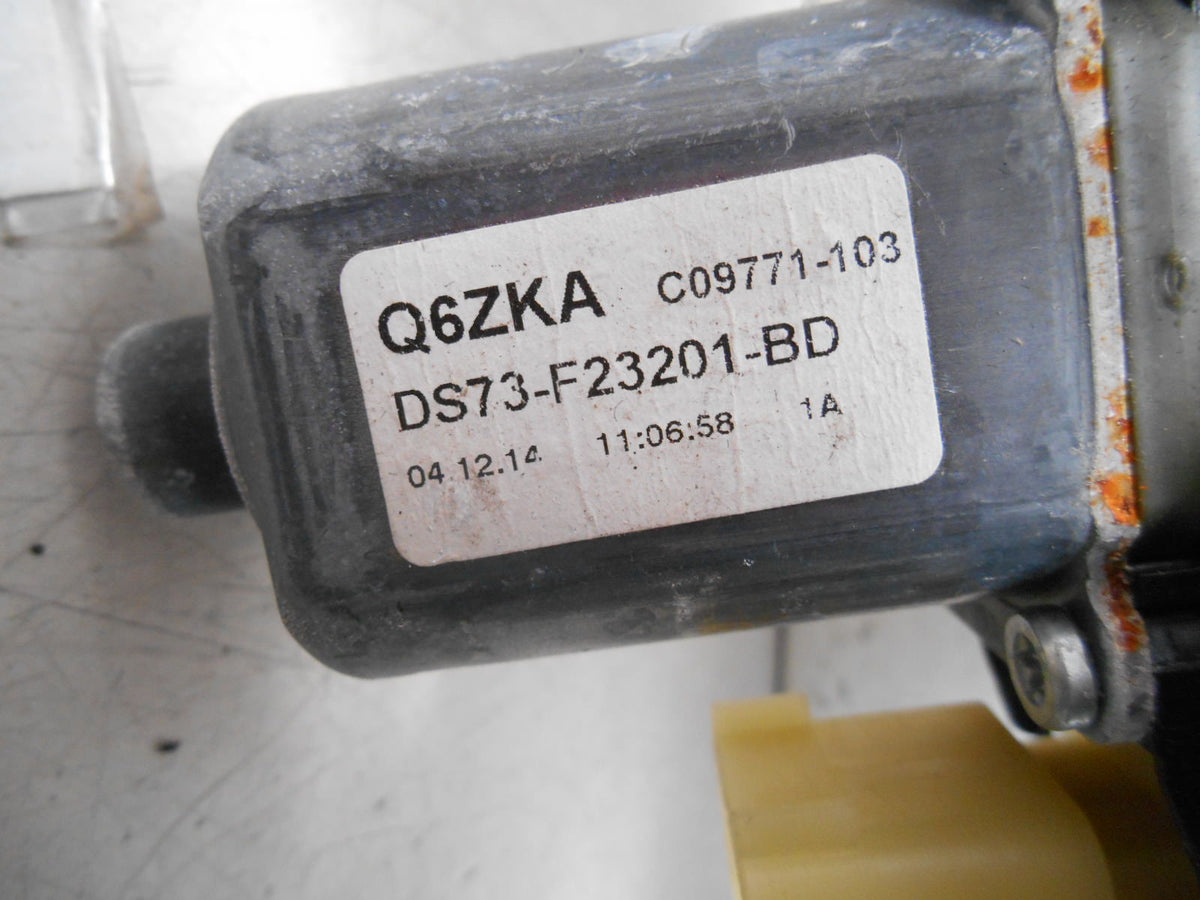 Q6ZKA C09771-103
DS73-F23201-BD
04.12.14 11:06:58 1A